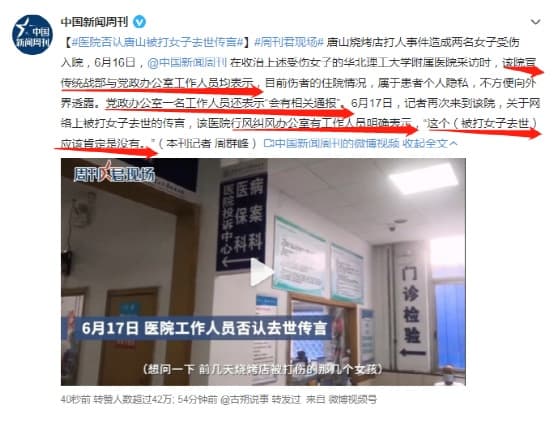 中国新闻周刊
中国新闻周刊
#医院否认唐山被打女子去世传言##周刊君现场# 唐山烧烤店打人事件造成两名女子受伤
入院，6月16日，@中国新闻周刊 在收治上述受伤女子的华北理工大学附属医院采访时，该院宣
传统战部与党政办公室工作人员均表示，目前伤者的住院情况，属于患者个人隐私，不方便向外
界透露。党政办公室一名工作人员还表示“会有相关通报”。6月17日，记者再次来到该院，关于网
络上被打女子去世的传言，该医院行风纠风办公室有工作人员明确表示，“这个（被打女子去世）
应该肯定是没有。”（本刊记者 周群峰）中国新闻周刊的微博视频 收起全文
周刊君现场
医院投诉中心
病案科
医保科
门诊检验
6月17日 医院工作人员否认去世传言
（想问一下 前几天烧烤店被打伤的那几个女孩）
40秒前 转赞人数超过42万; 54分钟前 @古朔说事 转发过 来自 微博视频号